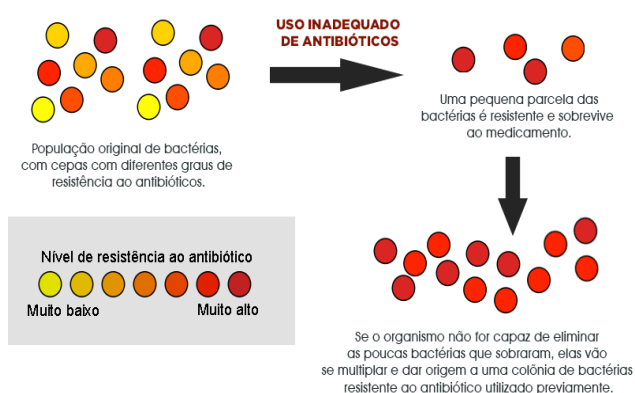 USO INADEQUADO
DE ANTIBIÓTICOS
População original de bactérias,
com cepas com diferentes graus de
resistência ao antibióticos.
Uma pequena parcela das
bactérias é resistente e sobrevive
ao medicamento.
Nível de resistência ao antibiótico
Muito baixo
Muito alto
Se o organismo não for capaz de eliminar
as poucas bactérias que sobraram, elas vão
se multiplar e dar origem a uma colônia de bactérias
resistente ao antibiótico utilizado previamente.